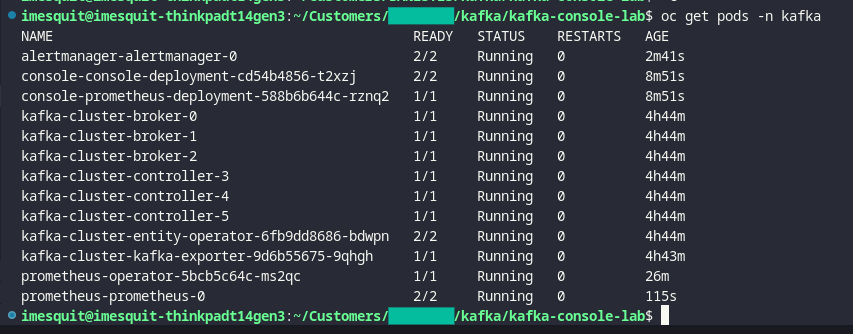 imesquit@imesquit-thinkpadt14gen3:~/Customers/ /kafka/kafka-console-lab$ oc get pods -n kafka
NAME READY STATUS RESTARTS AGE
alertmanager-alertmanager-0 2/2 Running 0 2m41s
console-console-deployment-cd54b4856-t2xzj 2/2 Running 0 8m51s
console-prometheus-deployment-588b6b644c-rznq2 1/1 Running 0 8m51s
kafka-cluster-broker-0 1/1 Running 0 4h44m
kafka-cluster-broker-1 1/1 Running 0 4h44m
kafka-cluster-broker-2 1/1 Running 0 4h44m
kafka-cluster-controller-3 1/1 Running 0 4h44m
kafka-cluster-controller-4 1/1 Running 0 4h44m
kafka-cluster-controller-5 1/1 Running 0 4h44m
kafka-cluster-entity-operator-6fb9dd8686-bdwpn 2/2 Running 0 4h44m
kafka-cluster-kafka-exporter-9d6b55675-9qhgh 1/1 Running 0 4h43m
prometheus-operator-5bcb5c64c-ms2qc 1/1 Running 0 26m
prometheus-prometheus-0 2/2 Running 0 115s
imesquit@imesquit-thinkpadt14gen3:~/Customers/ /kafka/kafka-console-lab$